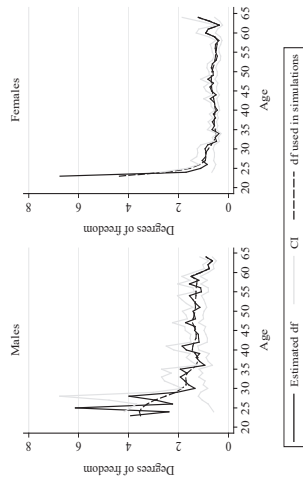 Males
Degrees of freedom
8
6
4
2
0
20 25 30 35 40 45 50 55 60 65
Age
Females
Degrees of freedom
8
6
4
2
0
20 25 30 35 40 45 50 55 60 65
Age
Estimated df CI df used in simulations